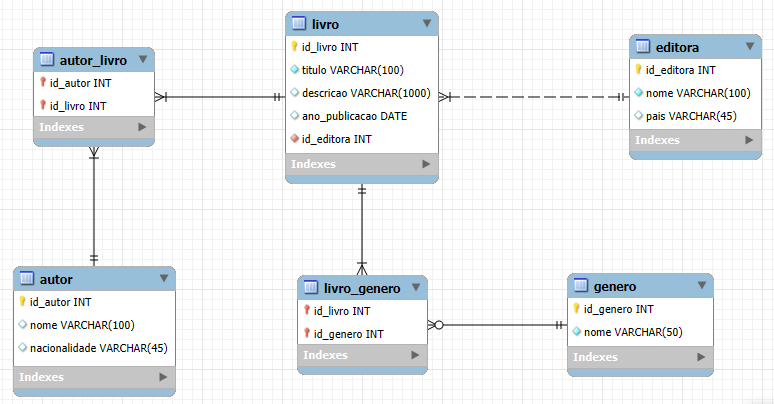 autor_livro
id_autor INT
id_livro INT
Indexes
livro
id_livro INT
titulo VARCHAR(100)
descricao VARCHAR(1000)
ano_publicacao DATE
id_editora INT
Indexes
editora
id_editora INT
nome VARCHAR(100)
pais VARCHAR(45)
Indexes
autor
id_autor INT
nome VARCHAR(100)
nacionalidade VARCHAR(45)
Indexes
livro_genero
id_livro INT
id_genero INT
Indexes
genero
id_genero INT
nome VARCHAR(50)
Indexes